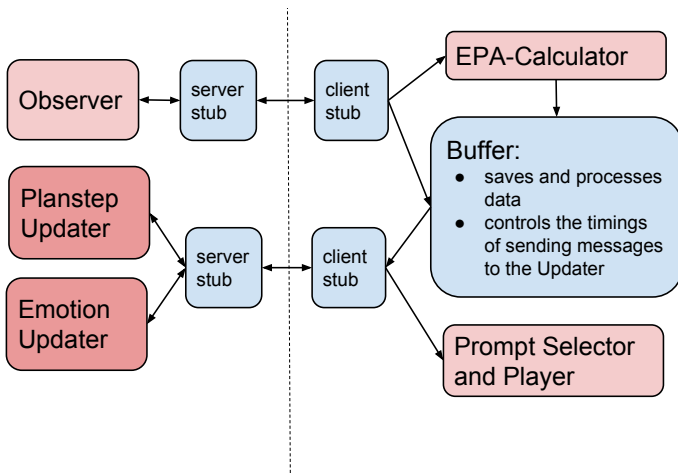 Observer
server
stub
client
stub
EPA-Calculator
Buffer:
● saves and processes
data
● controls the timings
of sending messages
to the Updater
Planstep
Updater
Emotion
Updater
server
stub
client
stub
Prompt Selector
and Player